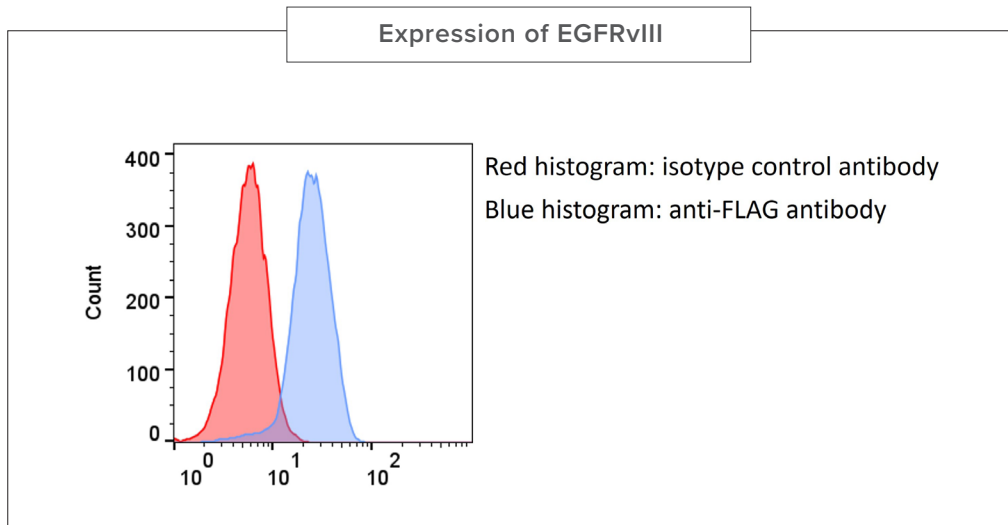 Expression of EGFRvIII
Red histogram: isotype control antibody
Blue histogram: anti-FLAG antibody
Count
400
300
200
100
0
10^0
10^1
10^2